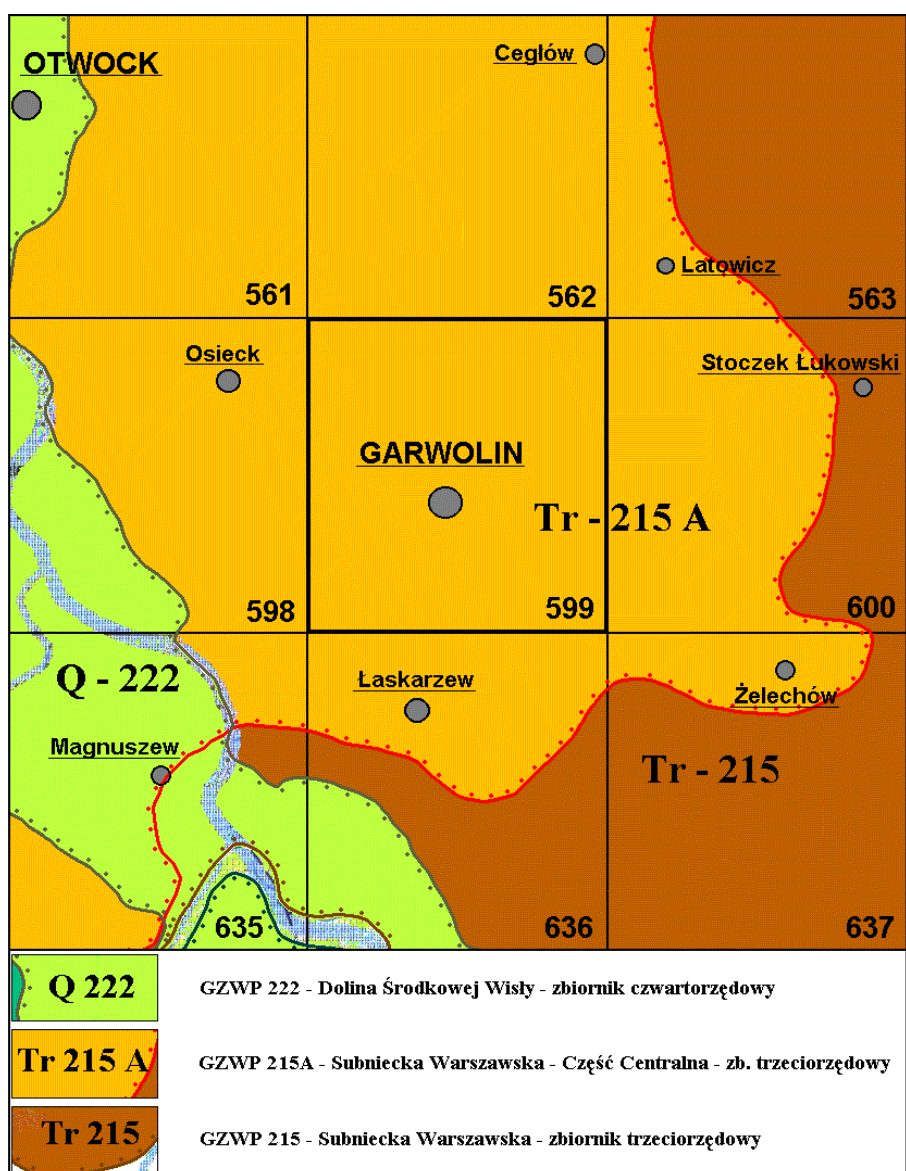 OTWOCK
Cegłów
Latowicz
561
562
563
Osieck
Stoczek Łukowski
GARWOLIN
Tr - 215 A
598
599
600
Q - 222
Łaskarzew
Żelechów
Magnuszew
Tr - 215
635
636
637
Q 222
GZWP 222 - Dolina Środkowej Wisły - zbiornik czwartorzędowy
Tr 215 A
GZWP 215A - Subniecka Warszawska - Część Centralna - zb. trzeciorzędowy
Tr 215
GZWP 215 - Subniecka Warszawska - zbiornik trzeciorzędowy